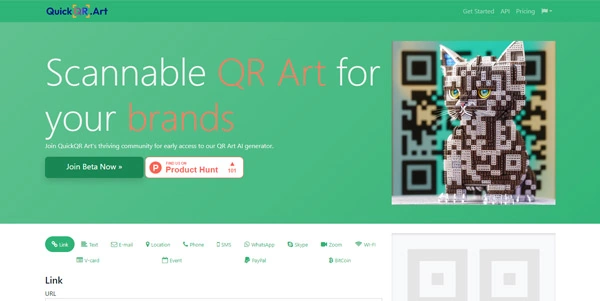 QuickQR.Art
Get Started API Pricing
Scannable QR Art for
your brands
Join QuickQR Art's thriving community for early access to our QR Art AI generator.
Join Beta Now »
FIND US ON
Product Hunt
101
Link Text E-mail Location Phone SMS WhatsApp Skype Zoom Wi-Fi
V-card Event PayPal BitCoin
Link
URL